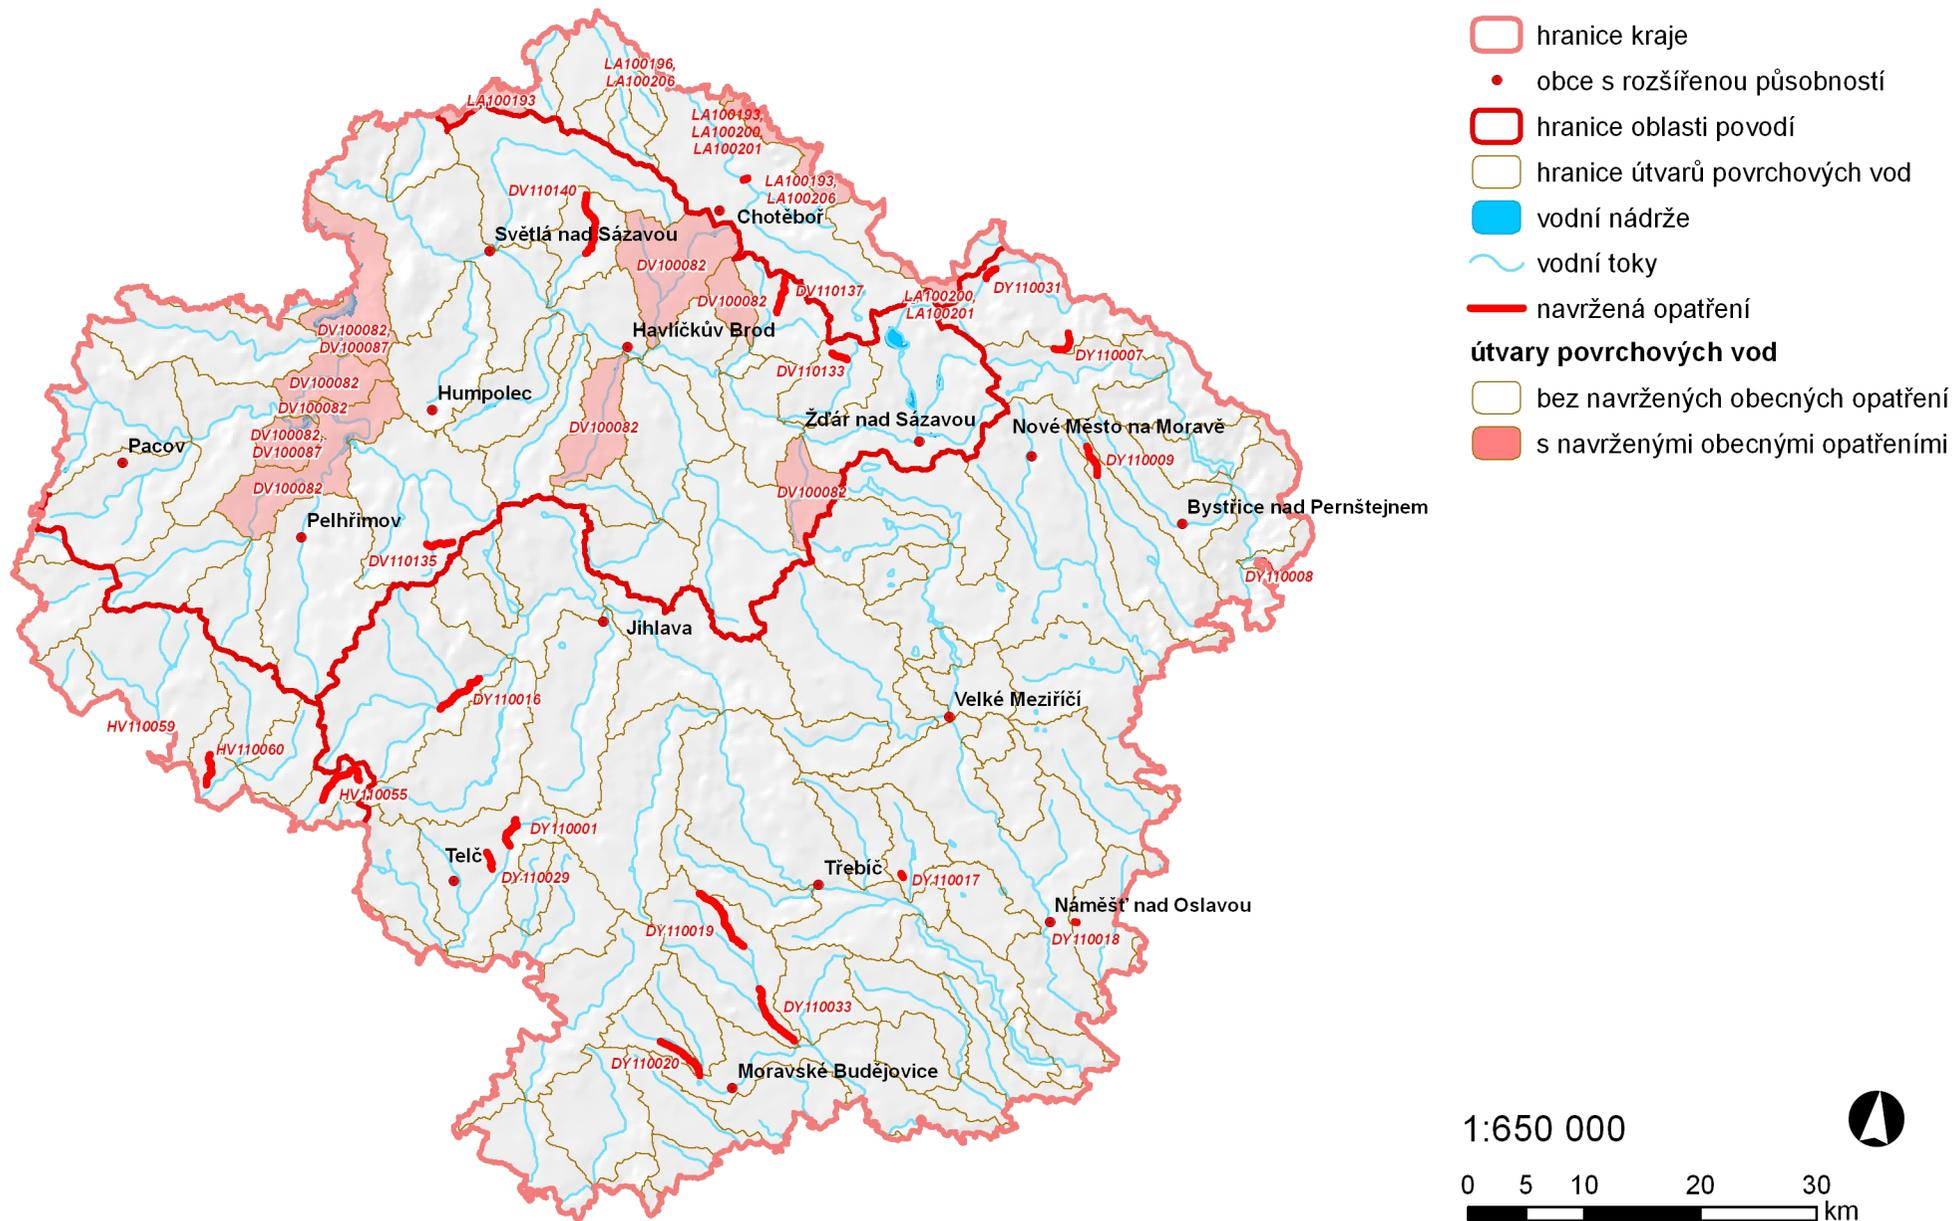 LA100196,
LA100206
LA100193
LA100193,
LA100200,
LA100201
LA100193,
LA100206
DV110140
Chotěboř
Světlá nad Sázavou
DV100082
DV100082
DV110137
LA100200,
LA100201
DY110031
DV100082,
DV100087
Havlíčkův Brod
DY110007
DV110133
DV100082
Humpolec
DV100082
DV100082
Žďár nad Sázavou
Nové Město na Moravě
DV100082,
DV100087
Pacov
DY110009
DV100082
DV100082
Bystřice nad Pernštejnem
Pelhřimov
DV110135
DY110008
Jihlava
DY110016
Velké Meziříčí
HV110059
HV110060
HV110055
DY110001
Telč
DY110029
Třebíč
DY110017
Náměšť nad Oslavou
DY110019
DY110018
DY110033
DY110020
Moravské Budějovice
hranice kraje
obce s rozšířenou působností
hranice oblasti povodí
hranice útvarů povrchových vod
vodní nádrže
vodní toky
navržená opatření
útvary povrchových vod
bez navržených obecných opatření
s navrženými obecnými opatřeními
1:650 000
0 5 10 20 30
km